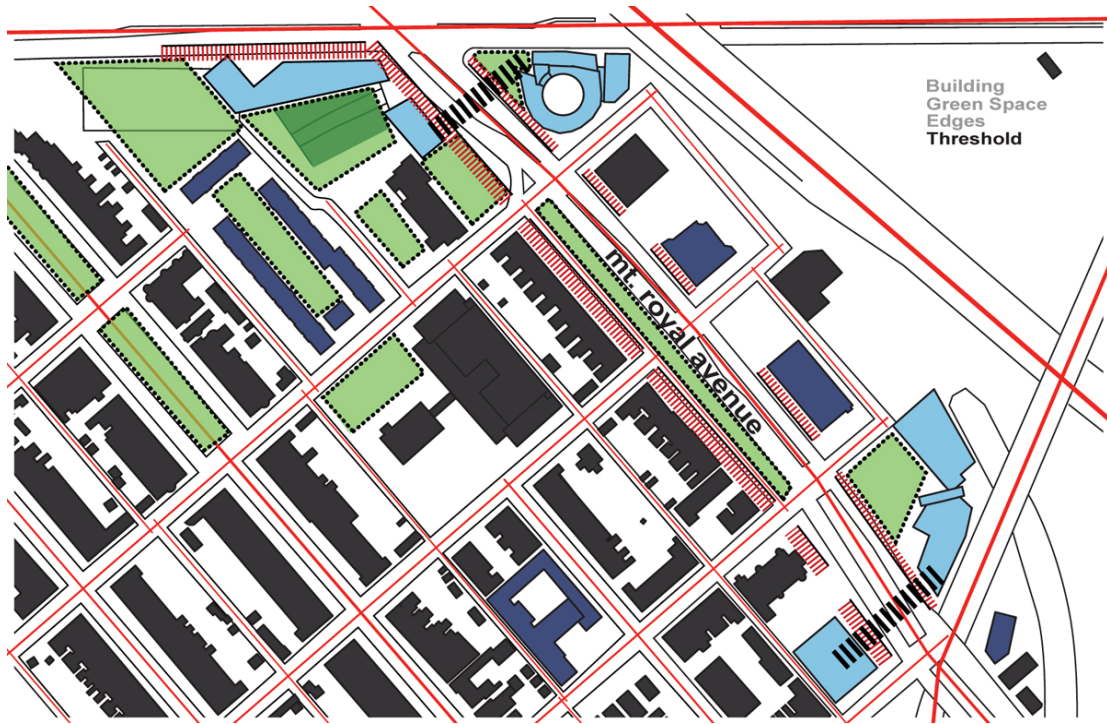 Building
Green Space
Edges
Threshold
mt. royal avenue